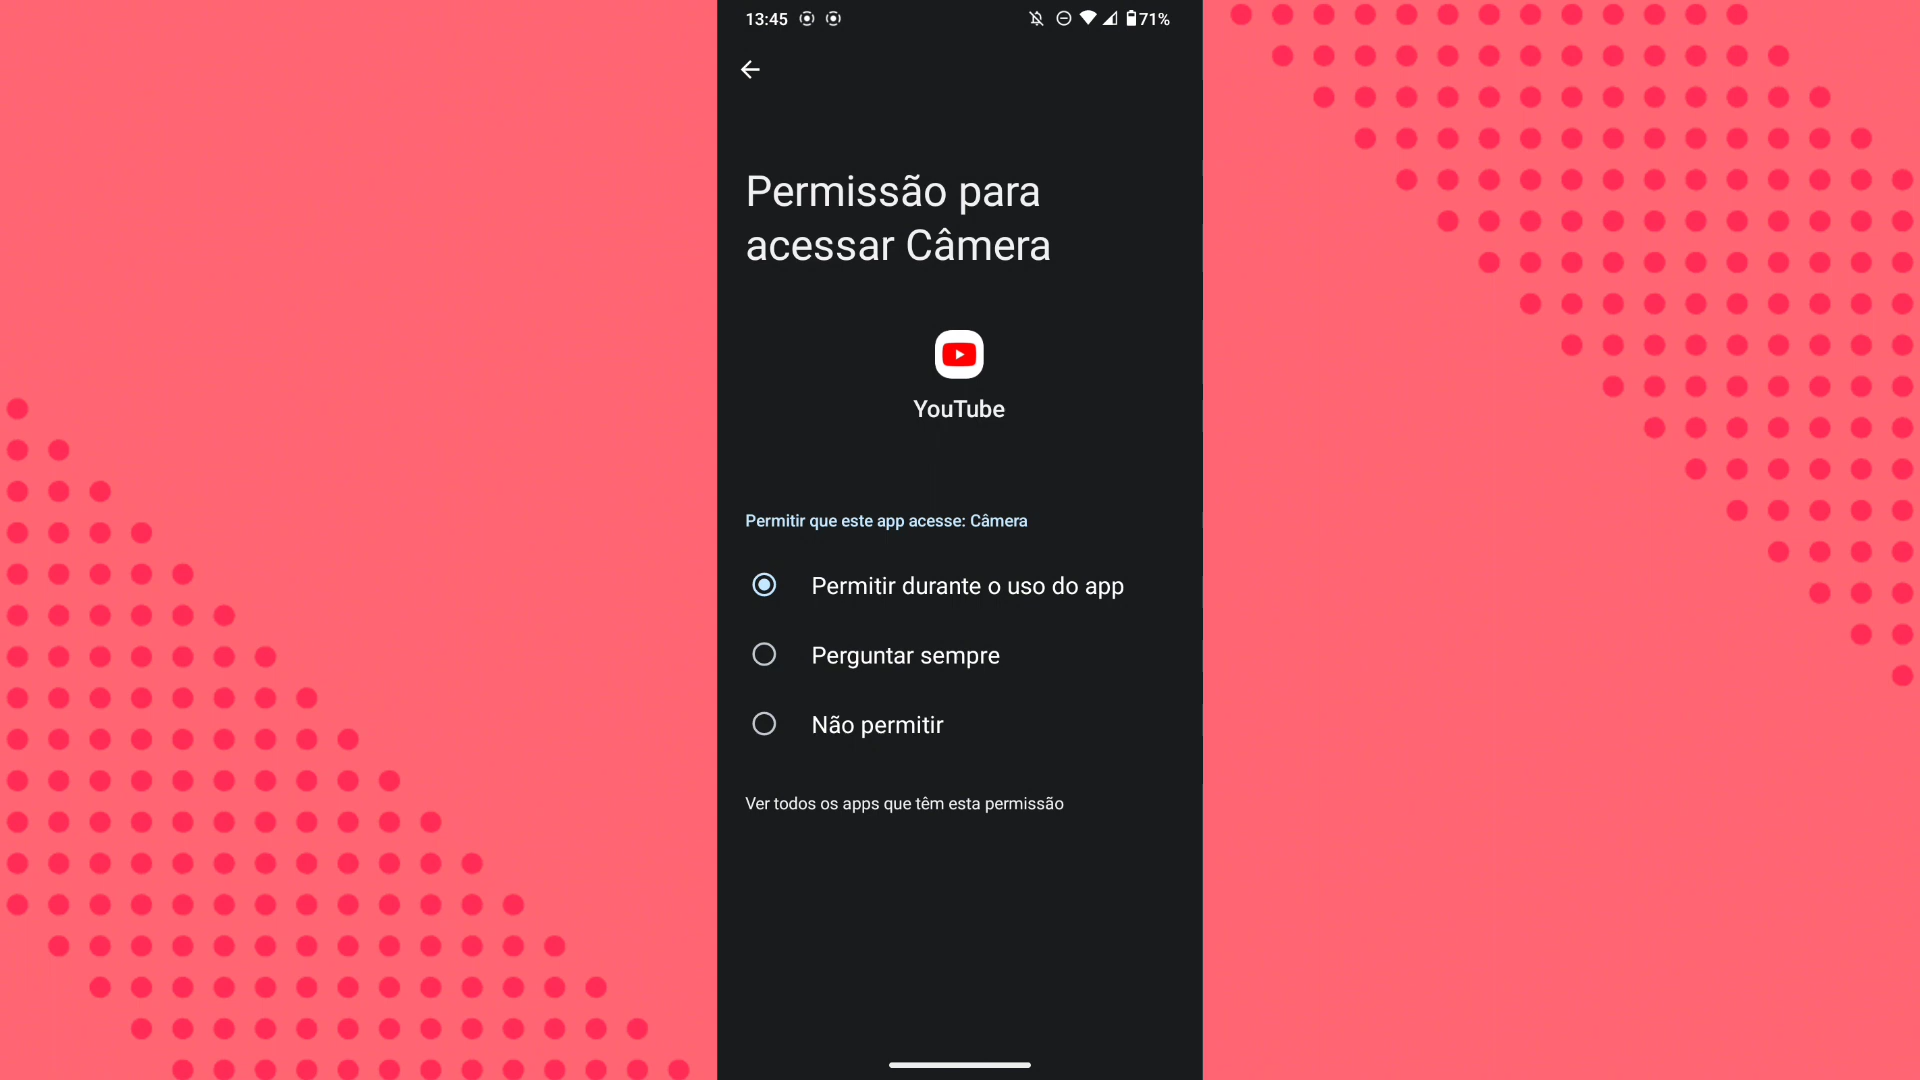 13:45 71%
Permissão para
acessar Câmera
YouTube
Permitir que este app acesse: Câmera
Permitir durante o uso do app
Perguntar sempre
Não permitir
Ver todos os apps que têm esta permissão